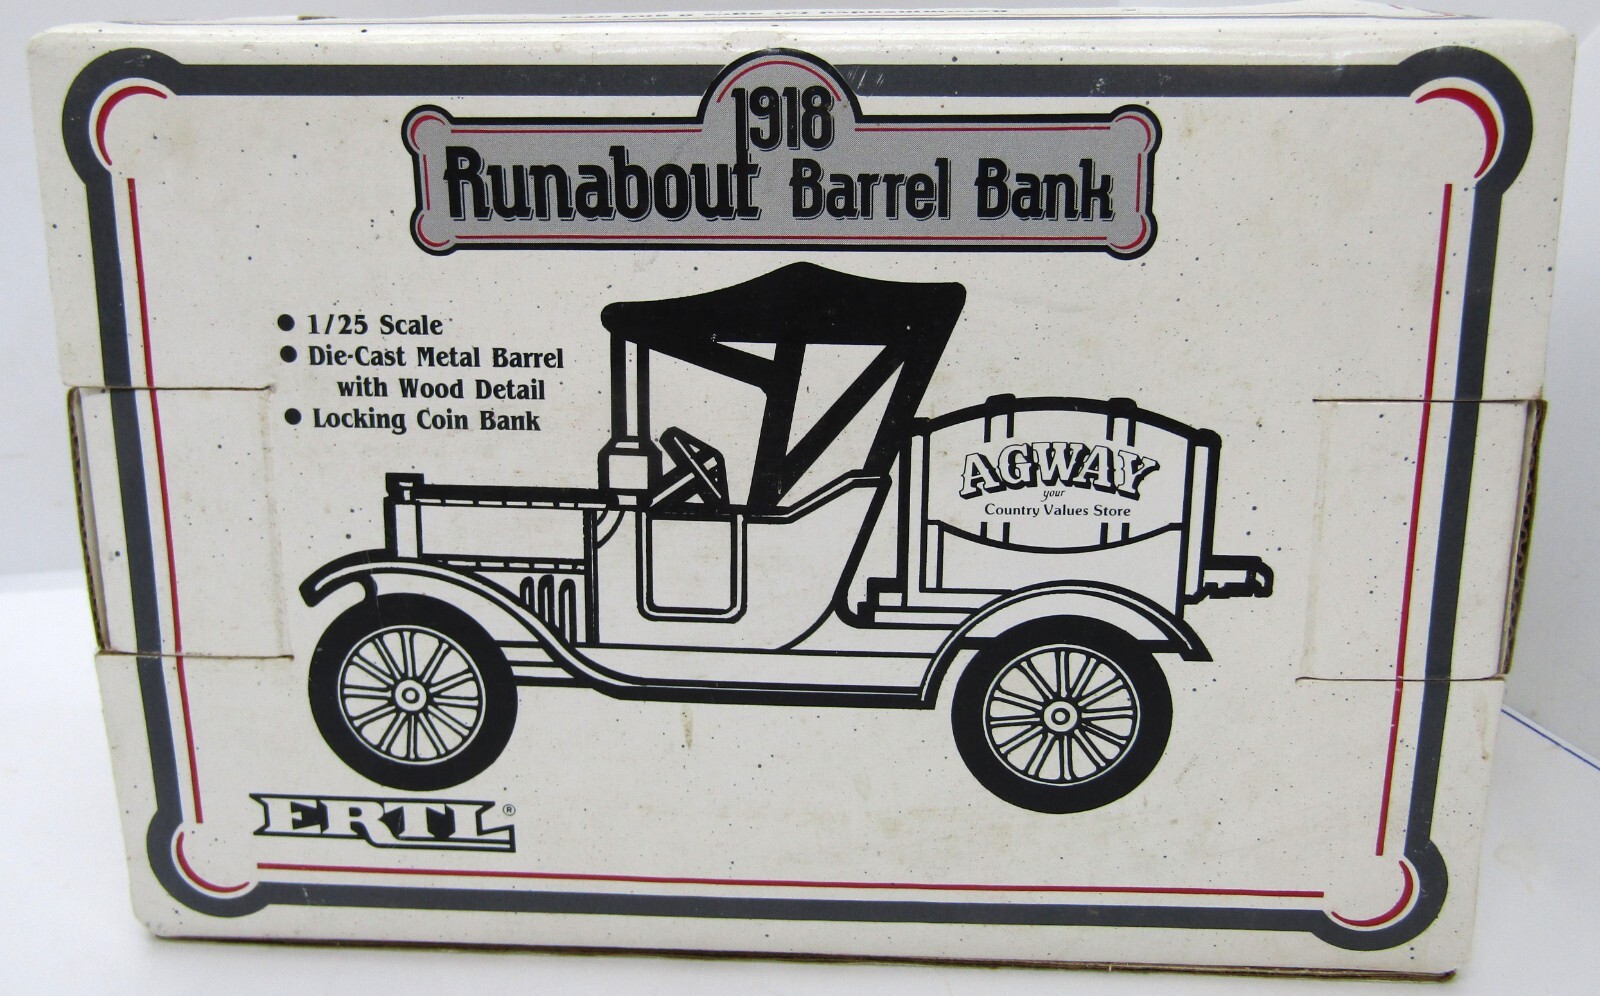 1918
Runabout Barrel Bank
• 1/25 Scale
• Die-Cast Metal Barrel
with Wood Detail
• Locking Coin Bank
AGWAY
your
Country Values Store
ERTL®